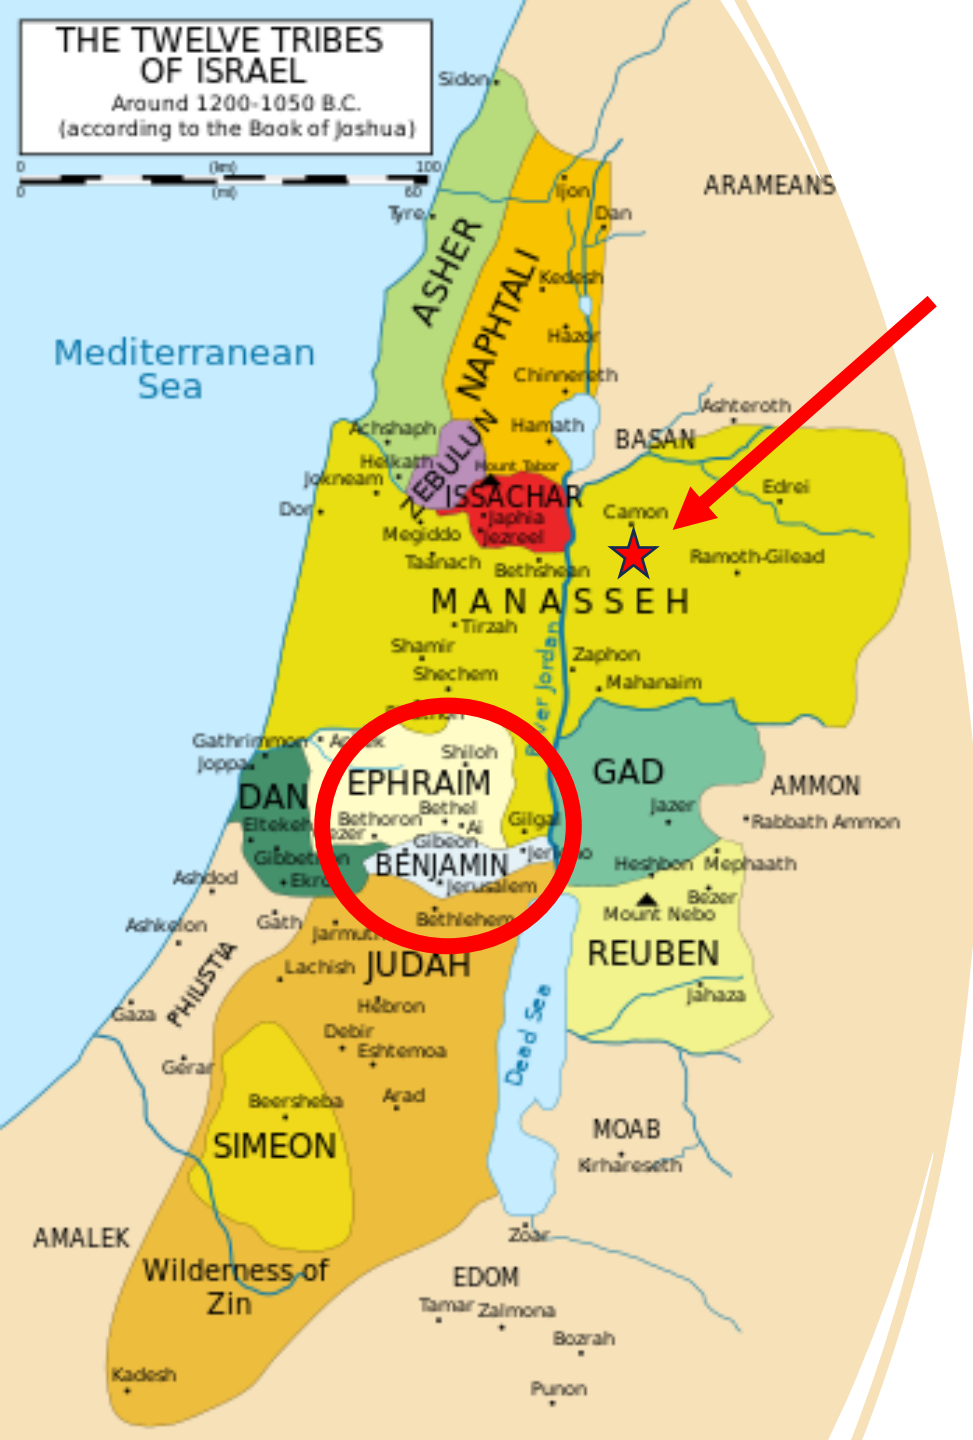 THE TWELVE TRIBES
OF ISRAEL
Around 1200-1050 B.C.
(according to the Book of Joshua)
0 (km) 100
0 (mi) 60
Sidon
Tyre
ARAMEANS
Ijon
Dan
ASHER
NAPHTALI
Kedesh
Hazor
Mediterranean
Sea
Chinnereth
Ashteroth
Achshaph
Hamath
BASAN
Helkath
ZEBULUN
Mount Tabor
Jokneam
ISSACHAR
Edrei
Dor
Japhia
Camon
Megiddo
Jezreel
Taanach
Bethshean
Ramoth-Gilead
MANASSEH
Tirzah
River Jordan
Shamir
Zaphon
Shechem
Mahanaim
Gathrimmon
Shiloh
Joppa
EPHRAIM
GAD
AMMON
DAN
Bethel
Jazer
Eltekeh
Bethoron
Ai
Gilgal
Rabbath Ammon
Gibeon
Gibbethon
BENJAMIN
Heshbon
Mephaath
Ashdod
Jerusalem
Bezer
Ashkelon
Gath
Bethlehem
Mount Nebo
Jarmuth
REUBEN
PHILISTIA
Lachish
JUDAH
Jahaza
Gaza
Hebron
Dead Sea
Debir
Eshtemoa
Gerar
Beersheba
Arad
SIMEON
MOAB
Kirhareseth
AMALEK
Zoar
Wilderness of
Zin
EDOM
Tamar
Zalmona
Bozrah
Kadesh
Punon